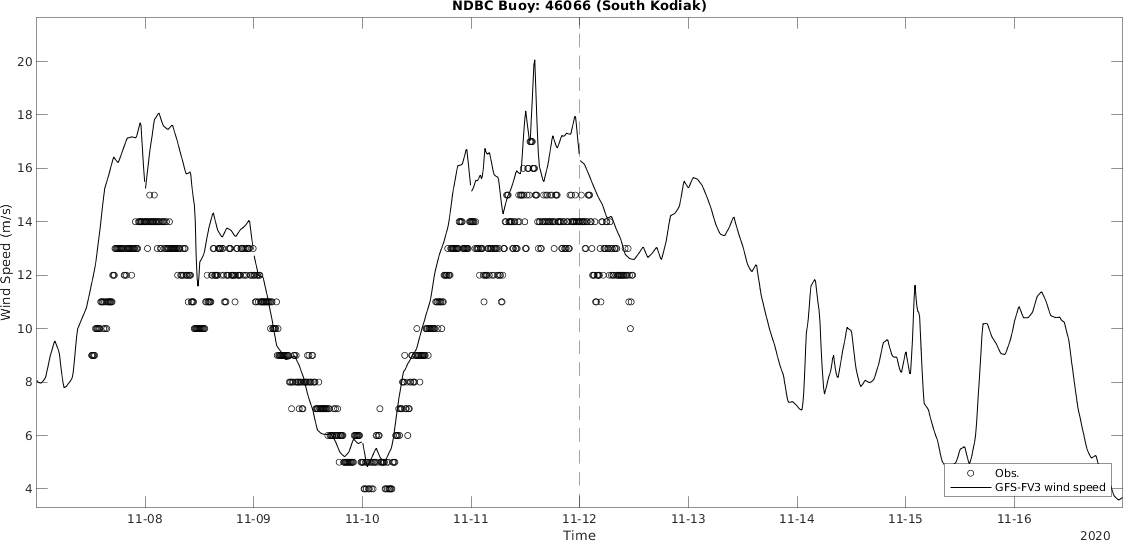 NDBC Buoy: 46066 (South Kodiak)
Wind Speed (m/s)
20
18
16
14
12
10
8
6
4
11-08 11-09 11-10 11-11 11-12 11-13 11-14 11-15 11-16
Time
2020
Obs.
GFS-FV3 wind speed